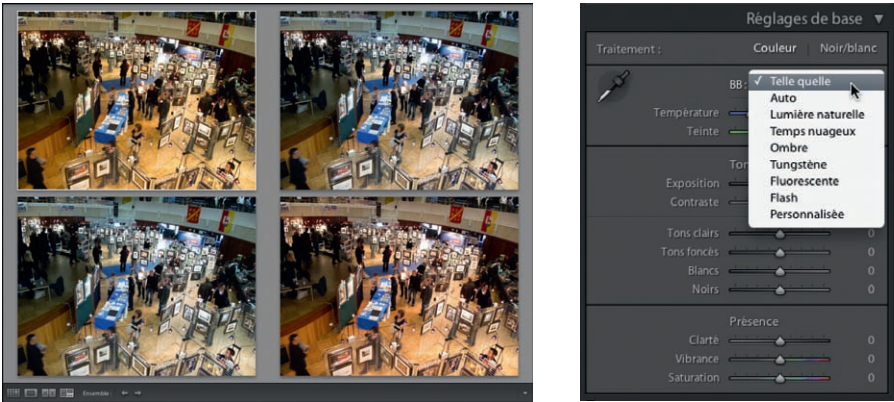 Ensemble
Réglages de base
Traitement : Couleur | Noir/blanc
BB: Telle quelle
Auto
Lumière naturelle
Temps nuageux
Ombre
Tungstène
Fluorescente
Flash
Personnalisée
Température
Teinte
Exposition
Contraste
Tons clairs 0
Tons foncés 0
Blancs 0
Noirs 0
Présence
Clarté 0
Vibrance 0
Saturation 0